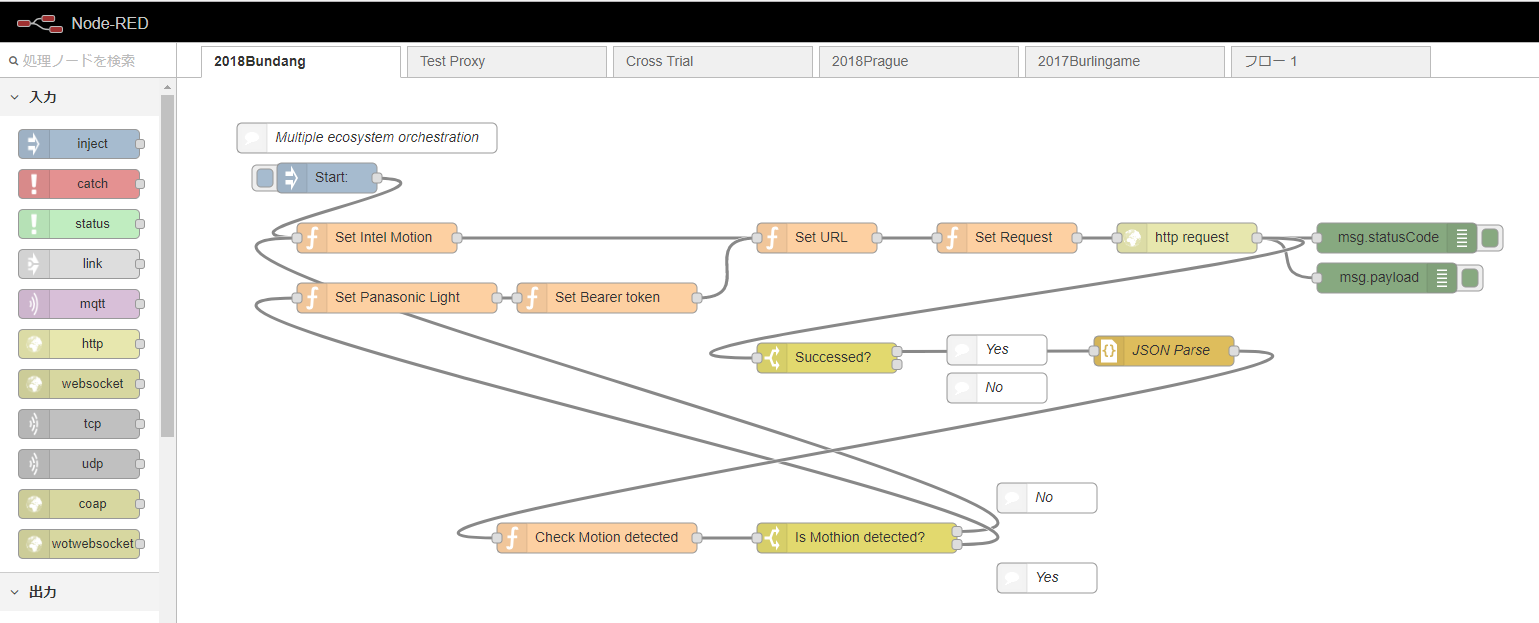 Node-RED
処理ノードを検索
2018Bundang
Test Proxy
Cross Trial
2018Prague
2017Burlingame
フロー 1
入力
inject
catch
status
link
mqtt
http
websocket
tcp
udp
coap
wotwebsocket
出力
Multiple ecosystem orchestration
Start:
Set Intel Motion
Set URL
Set Request
http request
msg.statusCode
msg.payload
Set Panasonic Light
Set Bearer token
Successed?
Yes
JSON Parse
No
No
Check Motion detected
Is Mothion detected?
Yes